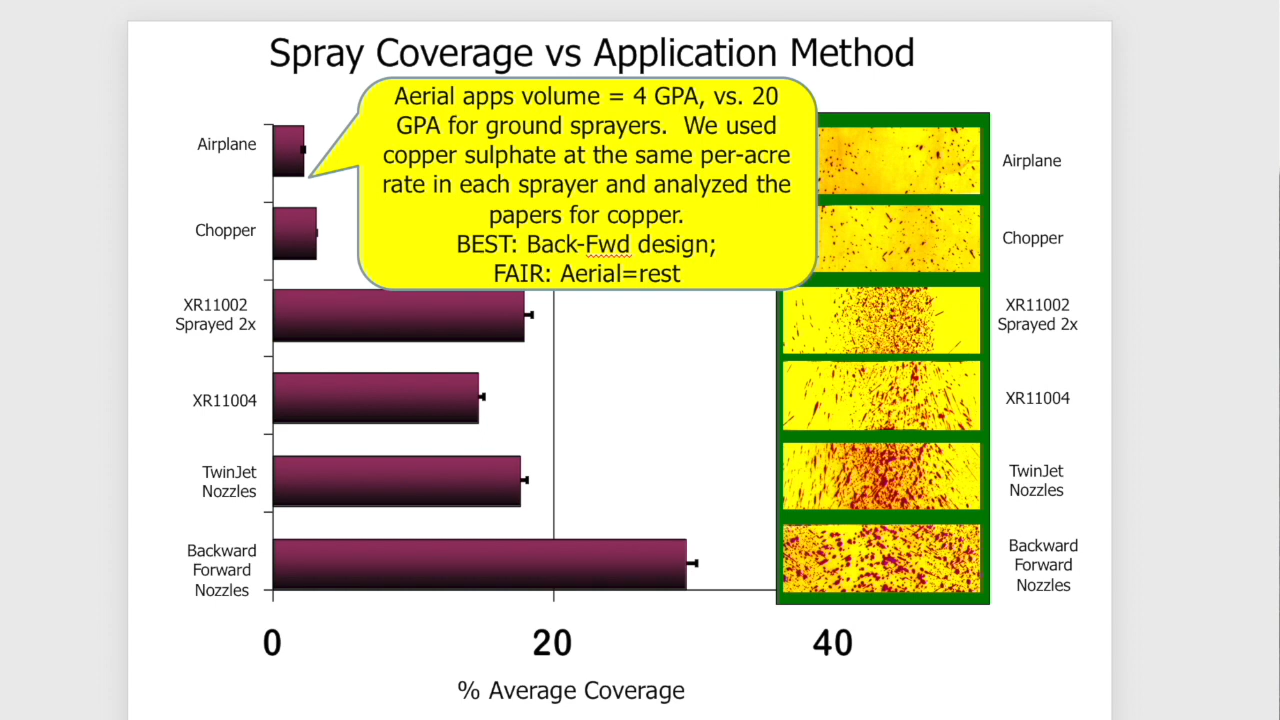 Spray Coverage vs Application Method
Aerial apps volume = 4 GPA, vs. 20
GPA for ground sprayers. We used
copper sulphate at the same per-acre
rate in each sprayer and analyzed the
papers for copper.
BEST: Back-Fwd design;
FAIR: Aerial=rest
Airplane
Chopper
XR11002
Sprayed 2x
XR11004
TwinJet
Nozzles
Backward
Forward
Nozzles
Airplane
Chopper
XR11002
Sprayed 2x
XR11004
TwinJet
Nozzles
Backward
Forward
Nozzles
0 20 40
% Average Coverage